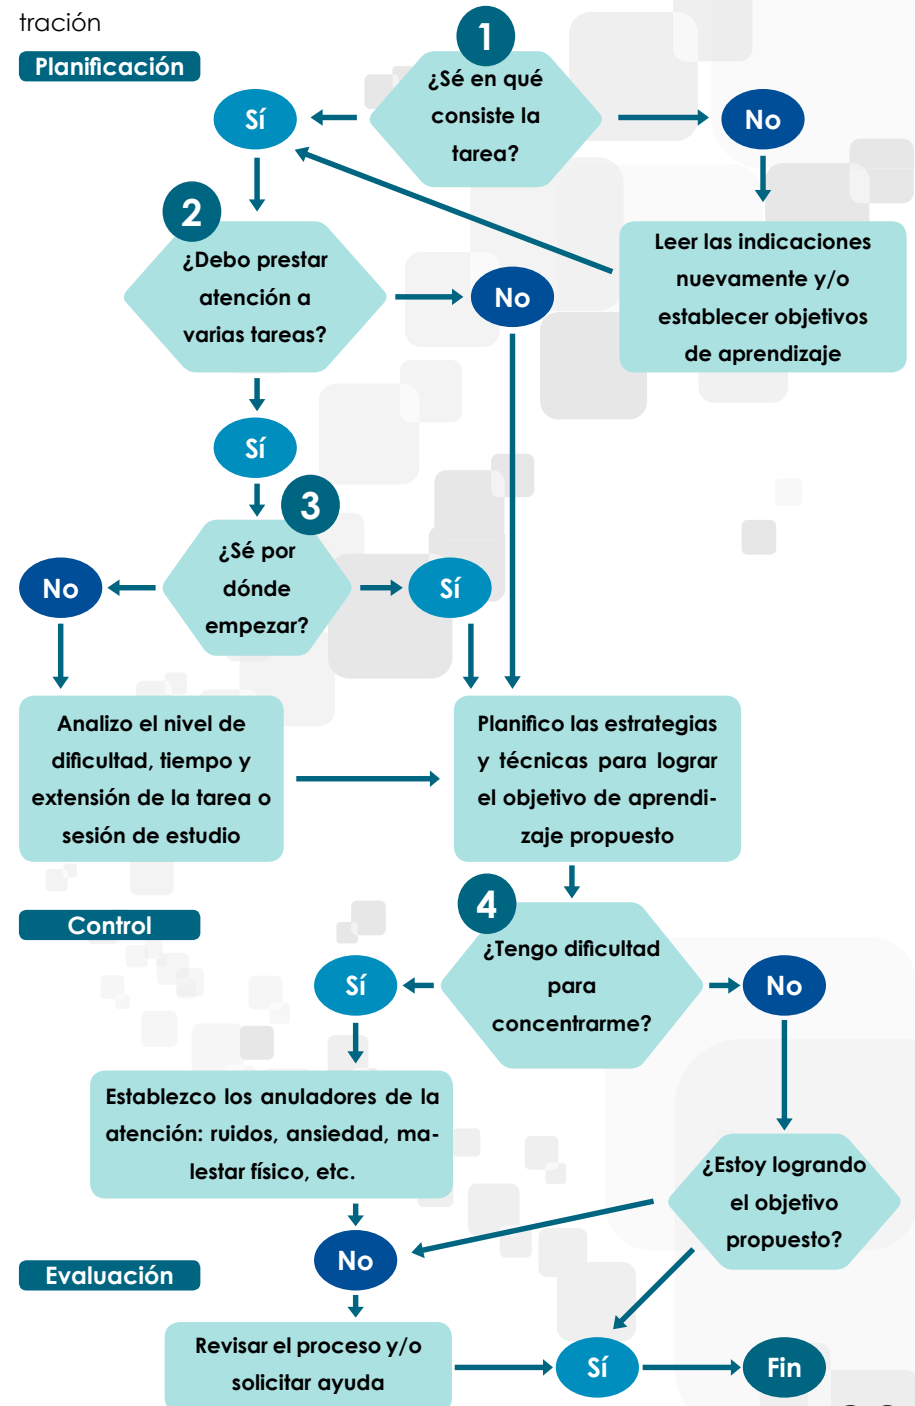 tración
Planificación
1
¿Sé en qué
consiste la
tarea?
Sí
No
2
¿Debo prestar
atención a
varias tareas?
No
Leer las indicaciones
nuevamente y/o
establecer objetivos
de aprendizaje
Sí
3
¿Sé por
dónde
empezar?
No
Sí
Analizo el nivel de
dificultad, tiempo y
extensión de la tarea o
sesión de estudio
Planifico las estrategias
y técnicas para lograr
el objetivo de aprendi-
zaje propuesto
Control
4
¿Tengo dificultad
para
concentrarme?
Sí
No
Establezco los anuladores de la
atención: ruidos, ansiedad, ma-
lestar físico, etc.
¿Estoy logrando
el objetivo
propuesto?
No
Evaluación
Revisar el proceso y/o
solicitar ayuda
Sí
Fin